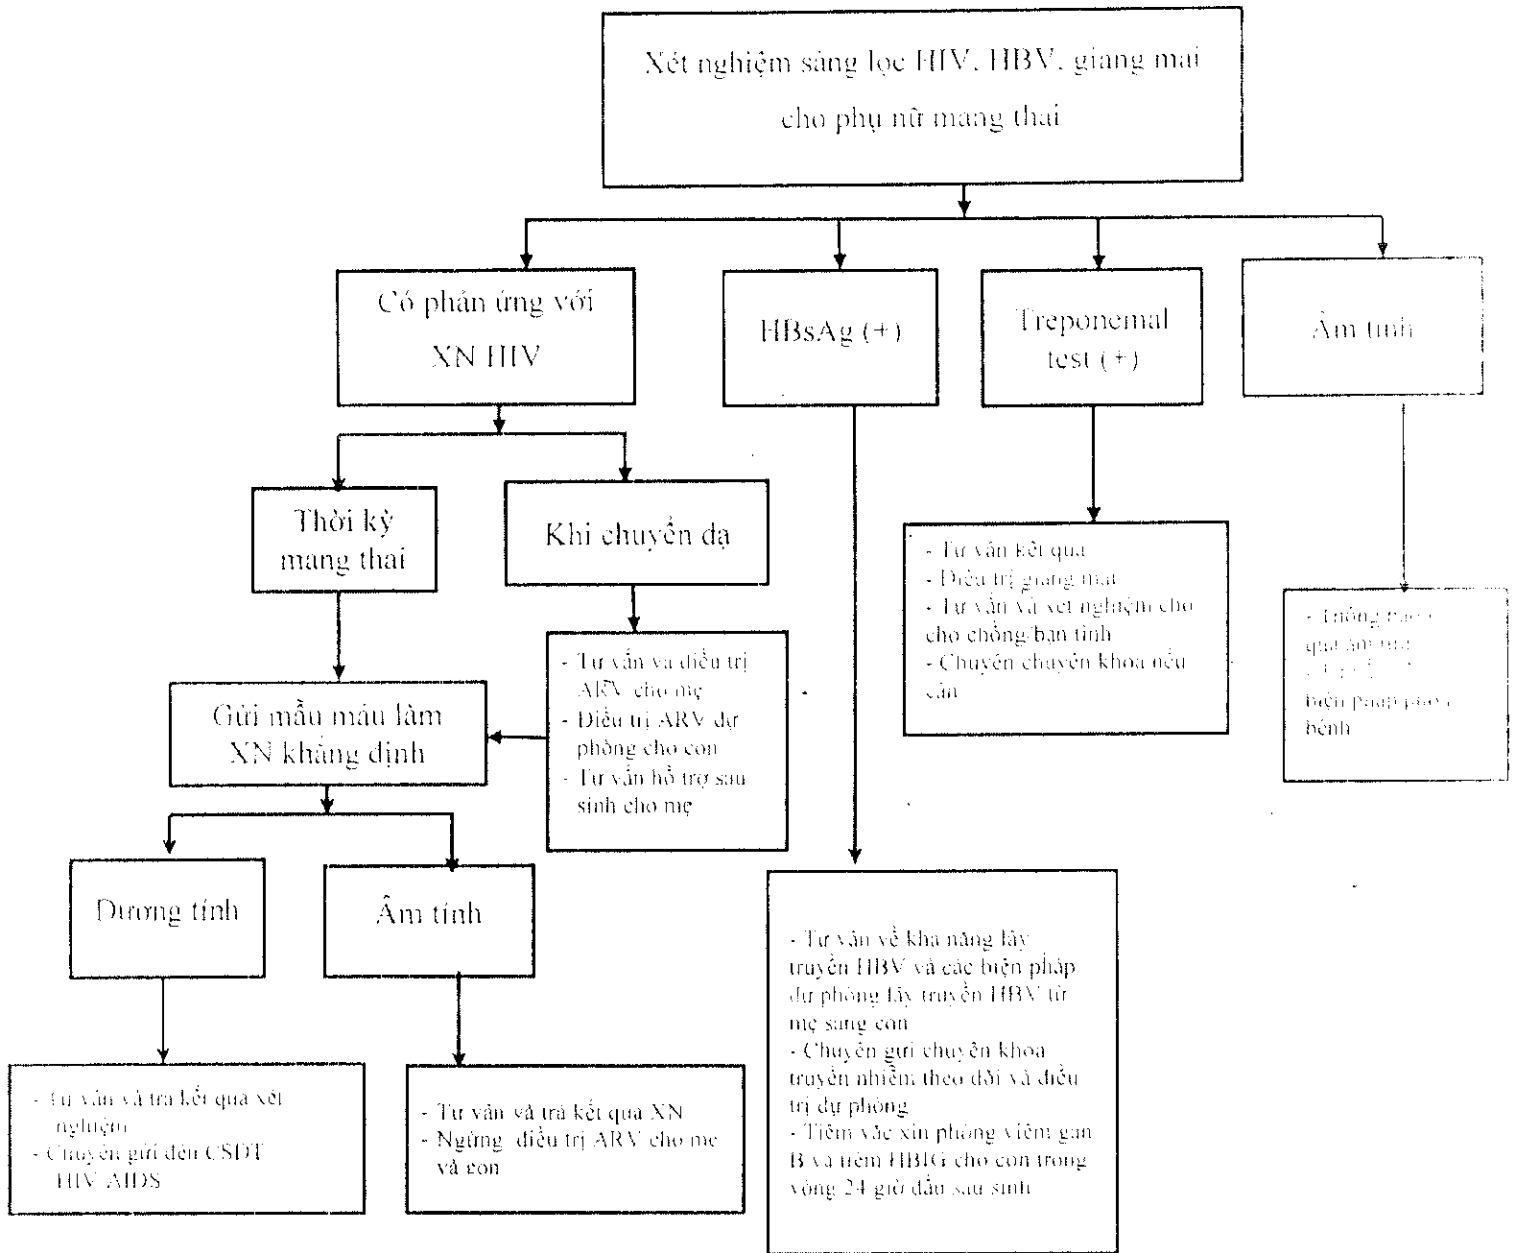 Xét nghiệm sàng lọc HIV, HBV, giang mai
cho phụ nữ mang thai
Có phản ứng với
XN HIV
HBsAg (+)
Treponemal
test (+)
Âm tính
Thời kỳ
mang thai
Khi chuyển dạ
- Tư vấn kết quả
- Điều trị giang mai
- Tư vấn và xét nghiệm cho
cho chồng/bạn tình
- Chuyển chuyên khoa nếu
cần
- Thông báo
quả âm tính
biện pháp phòng
bệnh
- Tư vấn và điều trị
ARV cho mẹ
- Điều trị ARV dự
phòng cho con
- Tư vấn hỗ trợ sau
sinh cho mẹ
Gửi mẫu máu làm
XN khẳng định
Dương tính
Âm tính
- Tư vấn về khả năng lây
truyền HBV và các biện pháp
dự phòng lây truyền HBV từ
mẹ sang con
- Chuyển gửi chuyên khoa
truyền nhiễm theo dõi và điều
trị dự phòng
- Tiêm vắc xin phòng viêm gan
B và tiêm HBIG cho con trong
vòng 24 giờ đầu sau sinh
- Tư vấn và trả kết quả xét
nghiệm
- Chuyển gửi đến CSĐT
HIV/AIDS
- Tư vấn và trả kết quả XN
- Ngừng điều trị ARV cho mẹ
và con